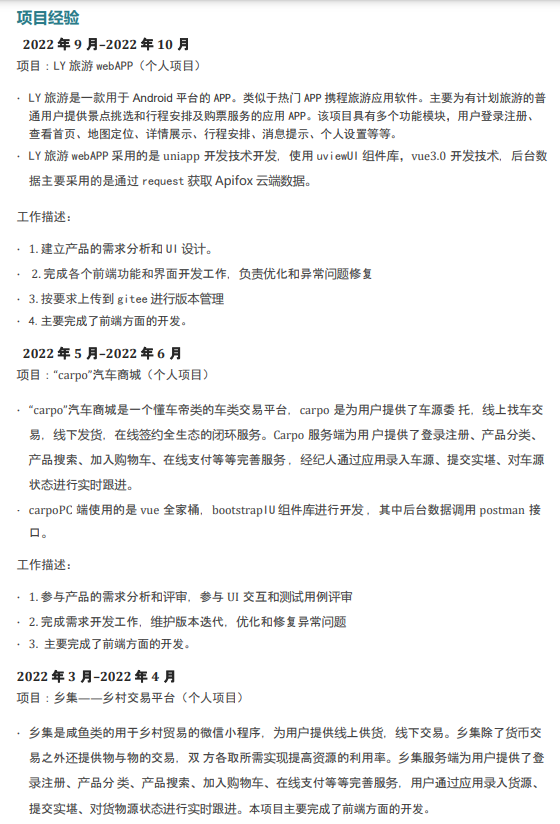 项目经验
2022 年 9 月–2022 年 10 月
项目：LY 旅游 webAPP（个人项目）
· LY 旅游是一款用于 Android 平台的 APP。类似于热门 APP 携程旅游应用软件。主要为有计划旅游的普
通用户提供景点挑选和行程安排及购票服务的应用 APP。该项目具有多个功能模块，用户登录注册、
查看首页、地图定位、详情展示、行程安排、消息提示、个人设置等等。
· LY 旅游 webAPP 采用的是 uniapp 开发技术开发，使用 uviewUI 组件库，vue3.0 开发技术，后台数
据主要采用的是通过 request 获取 Apifox 云端数据。
工作描述：
· 1. 建立产品的需求分析和 UI 设计。
· 2. 完成各个前端功能和界面开发工作，负责优化和异常问题修复
· 3. 按要求上传到 gitee 进行版本管理
· 4. 主要完成了前端方面的开发。
2022 年 5 月–2022 年 6 月
项目：“carpo”汽车商城（个人项目）
· “carpo”汽车商城是一个懂车帝类的车类交易平台，carpo 是为用户提供了车源委 托，线上找车交
易，线下发货，在线签约全生态的闭环服务。Carpo 服务端为用 户提供了登录注册、产品分类、
产品搜索、加入购物车、在线支付等等完善服务 ，经纪人通过应用录入车源、提交实堪、对车源
状态进行实时跟进。
· carpoPC 端使用的是 vue 全家桶，bootstrapIU 组件库进行开发 ，其中后台数据调用 postman 接
口。
工作描述：
· 1. 参与产品的需求分析和评审，参与 UI 交互和测试用例评审
· 2. 完成需求开发工作，维护版本迭代，优化和修复异常问题
· 3. 主要完成了前端方面的开发。
2022 年 3 月–2022 年 4 月
项目：乡集——乡村交易平台（个人项目）
· 乡集是咸鱼类的用于乡村贸易的微信小程序，为用户提供线上供货，线下交易。乡集除了货币交
易之外还提供物与物的交易，双 方各取所需实现提高资源的利用率。乡集服务端为用户提供了登
录注册、产品分 类、产品搜索、加入购物车、在线支付等等完善服务，用户通过应用录入货源、
提交实堪、对货物源状态进行实时跟进。本项目主要完成了前端方面的开发。